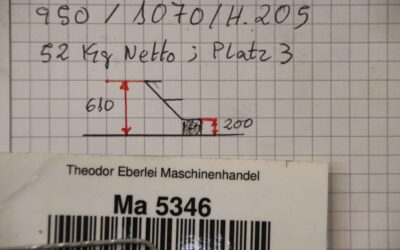 950 / 1070 / H.205
52 Kg Netto ; Platz 3
610
200
Theodor Eberlei Maschinenhandel
Ma 5346